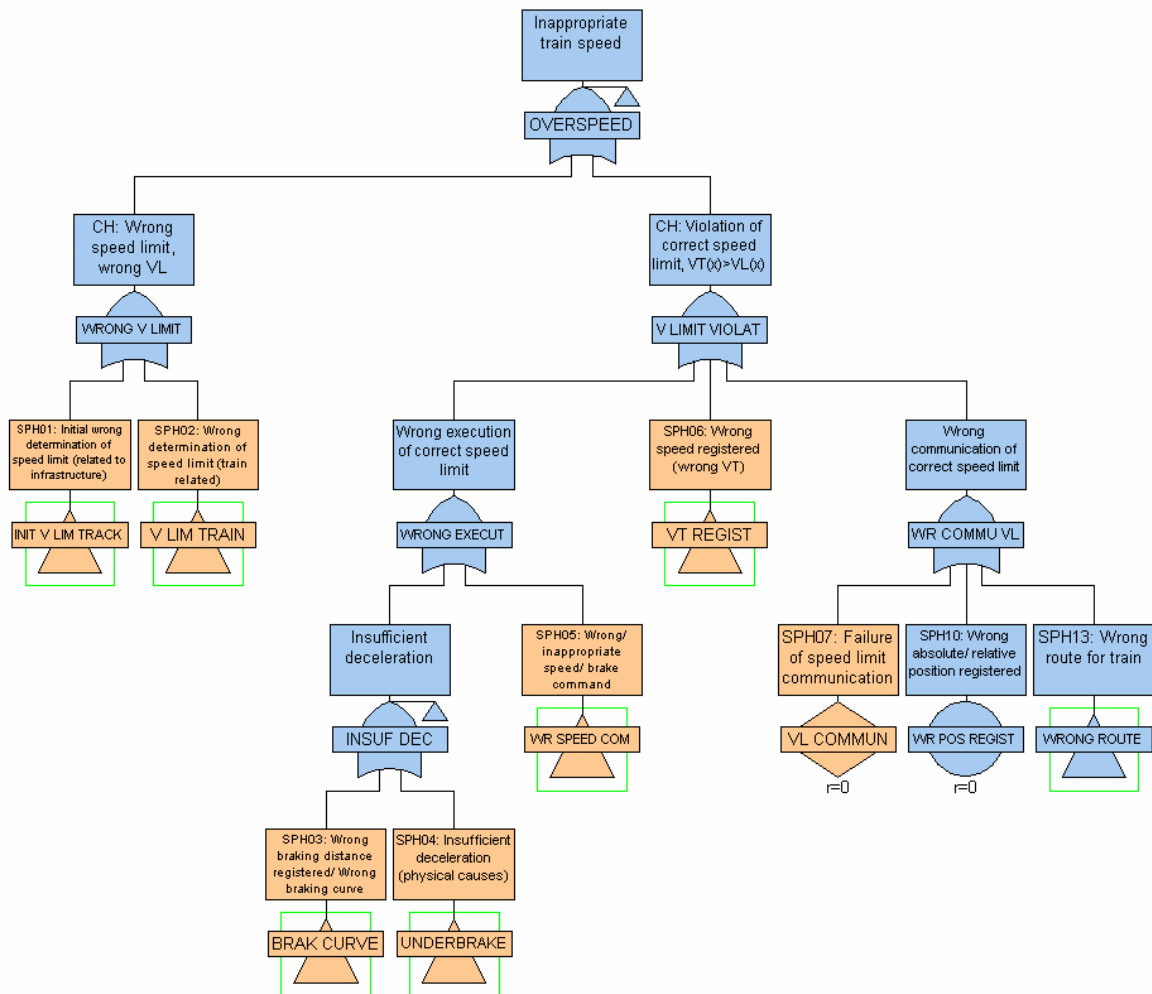 Inappropriate
train speed
OVERSPEED
CH: Wrong
speed limit,
wrong VL
WRONG V LIMIT
CH: Violation of
correct speed
limit, VT(x)>VL(x)
V LIMIT VIOLAT
SPH01: Initial wrong
determination of
speed limit (related to
infrastructure)
INIT V LIM TRACK
SPH02: Wrong
determination of
speed limit (train
related)
V LIM TRAIN
Wrong execution
of correct speed
limit
WRONG EXECUT
SPH06: Wrong
speed registered
(wrong VT)
VT REGIST
Wrong
communication of
correct speed limit
WR COMMU VL
Insufficient
deceleration
INSUF DEC
SPH05: Wrong/
inappropriate
speed/ brake
command
WR SPEED COM
SPH07: Failure
of speed limit
communication
VL COMMUN
r=0
SPH10: Wrong
absolute/ relative
position registered
WR POS REGIST
r=0
SPH13: Wrong
route for train
WRONG ROUTE
SPH03: Wrong
braking distance
registered/ Wrong
braking curve
BRAK CURVE
SPH04: Insufficient
deceleration
(physical causes)
UNDERBRAKE